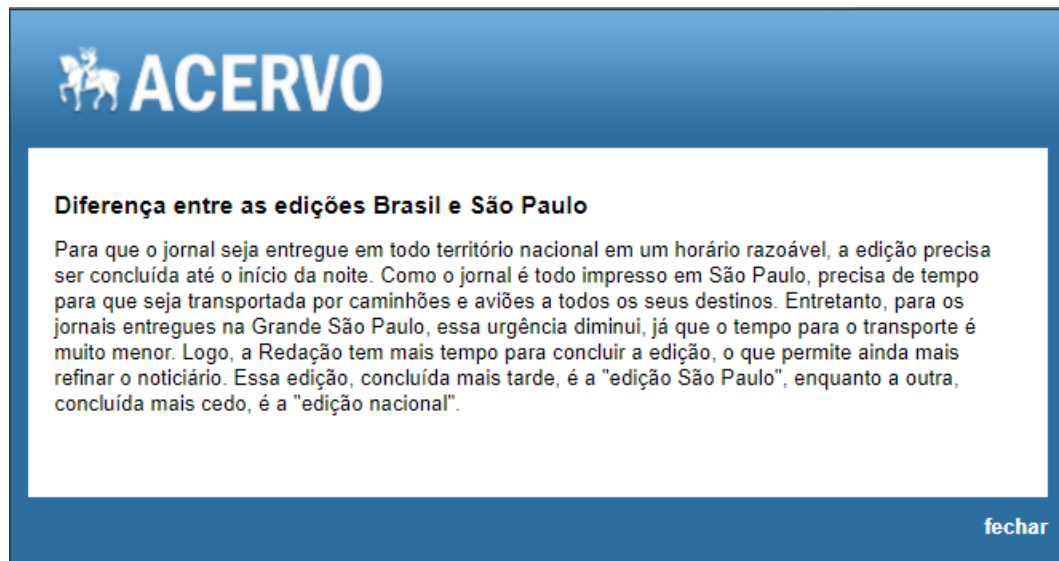 ACERVO
Diferença entre as edições Brasil e São Paulo
Para que o jornal seja entregue em todo território nacional em um horário razoável, a edição precisa
ser concluída até o início da noite. Como o jornal é todo impresso em São Paulo, precisa de tempo
para que seja transportada por caminhões e aviões a todos os seus destinos. Entretanto, para os
jornais entregues na Grande São Paulo, essa urgência diminui, já que o tempo para o transporte é
muito menor. Logo, a Redação tem mais tempo para concluir a edição, o que permite ainda mais
refinar o noticiário. Essa edição, concluída mais tarde, é a "edição São Paulo", enquanto a outra,
concluída mais cedo, é a "edição nacional".
fechar